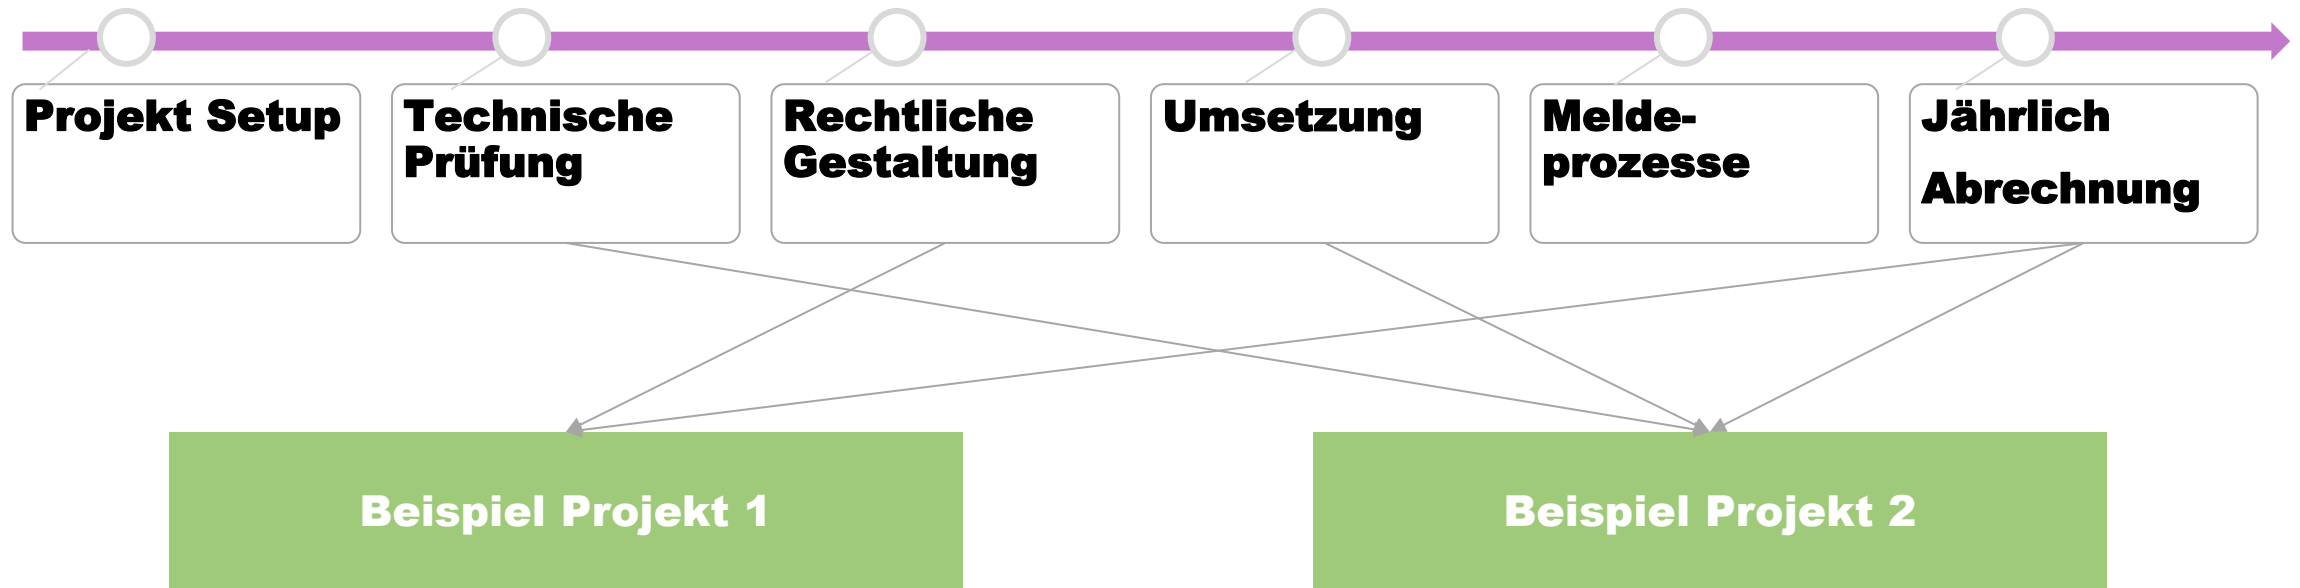 Projekt Setup
Technische
Prüfung
Rechtliche
Gestaltung
Umsetzung
Melde-
prozesse
Jährlich
Abrechnung
Beispiel Projekt 1
Beispiel Projekt 2